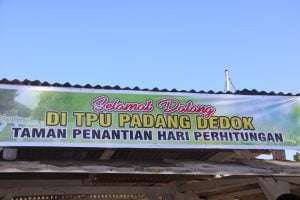 Selamat Datang
DI TPU PADANG DEDOK
TAMAN PENANTIAN HARI PERHITUNGAN